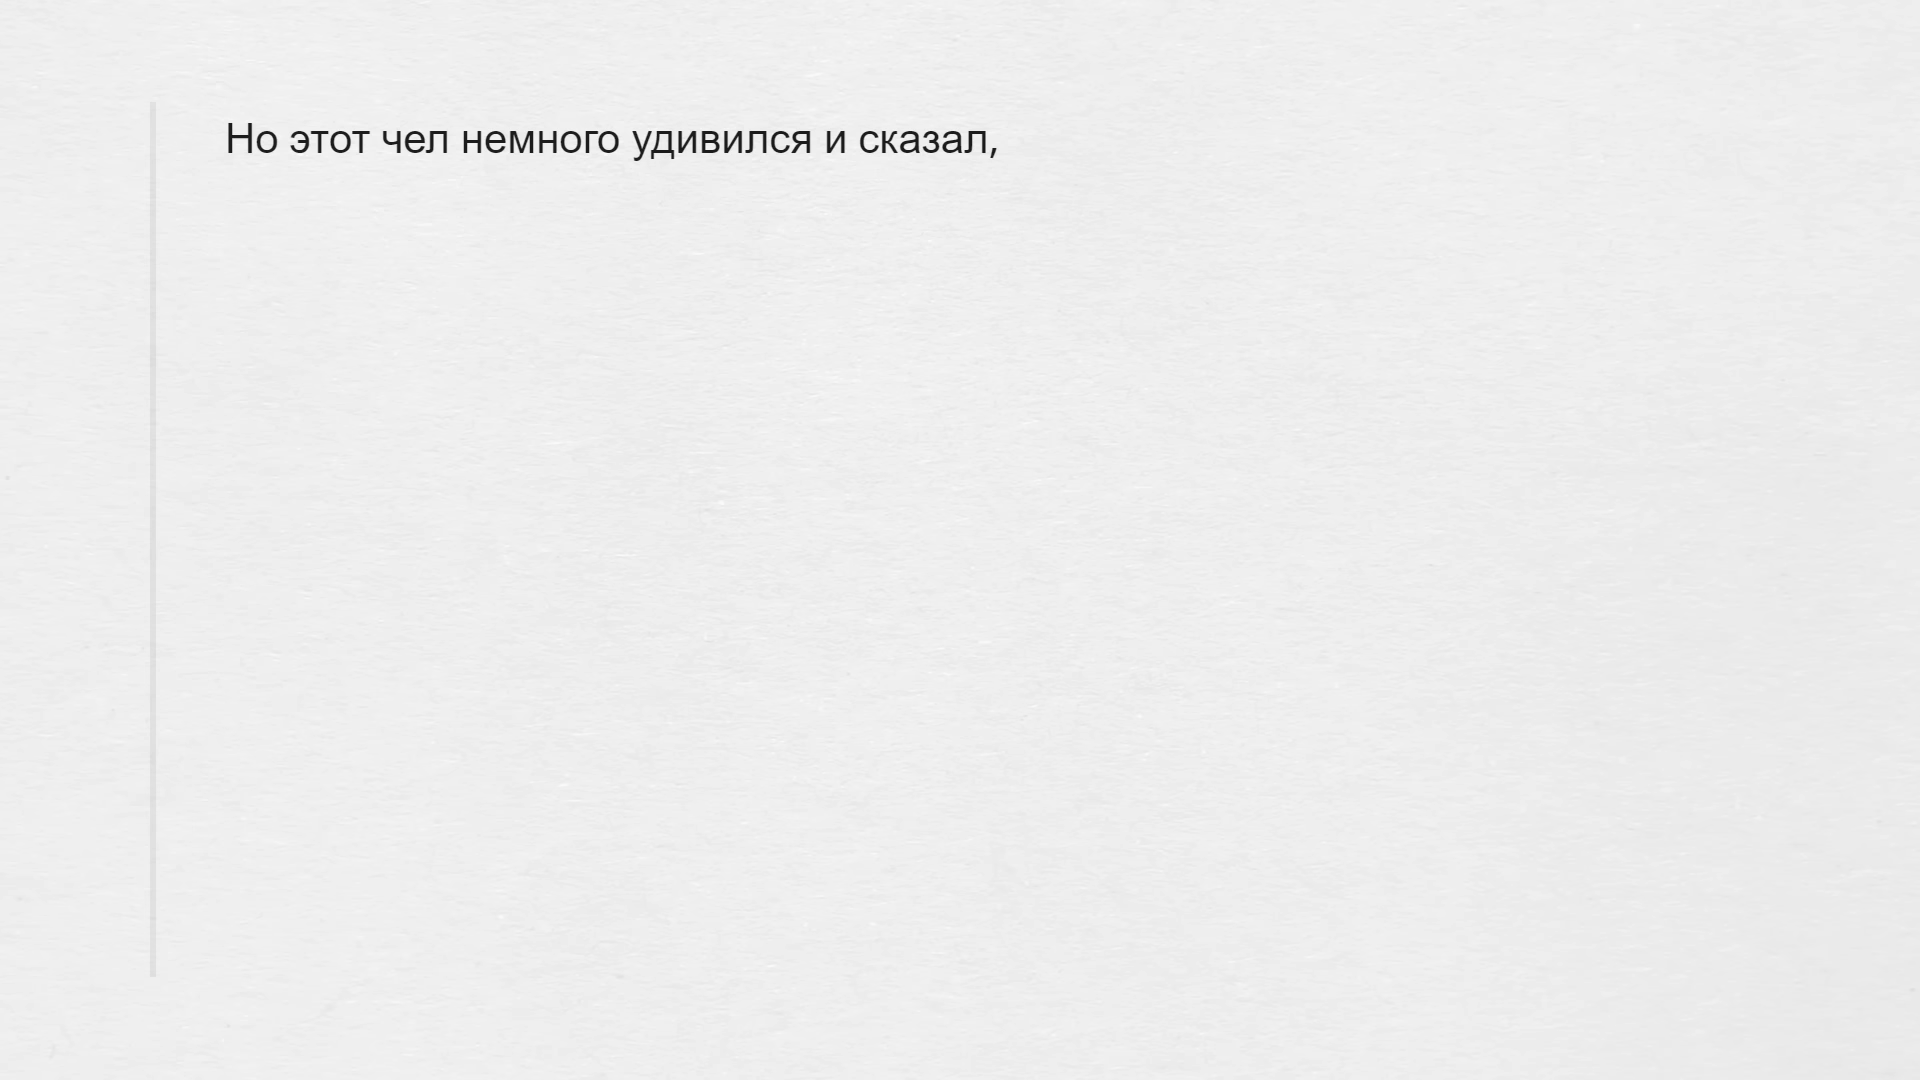 Но этот чел немного удивился и сказал,